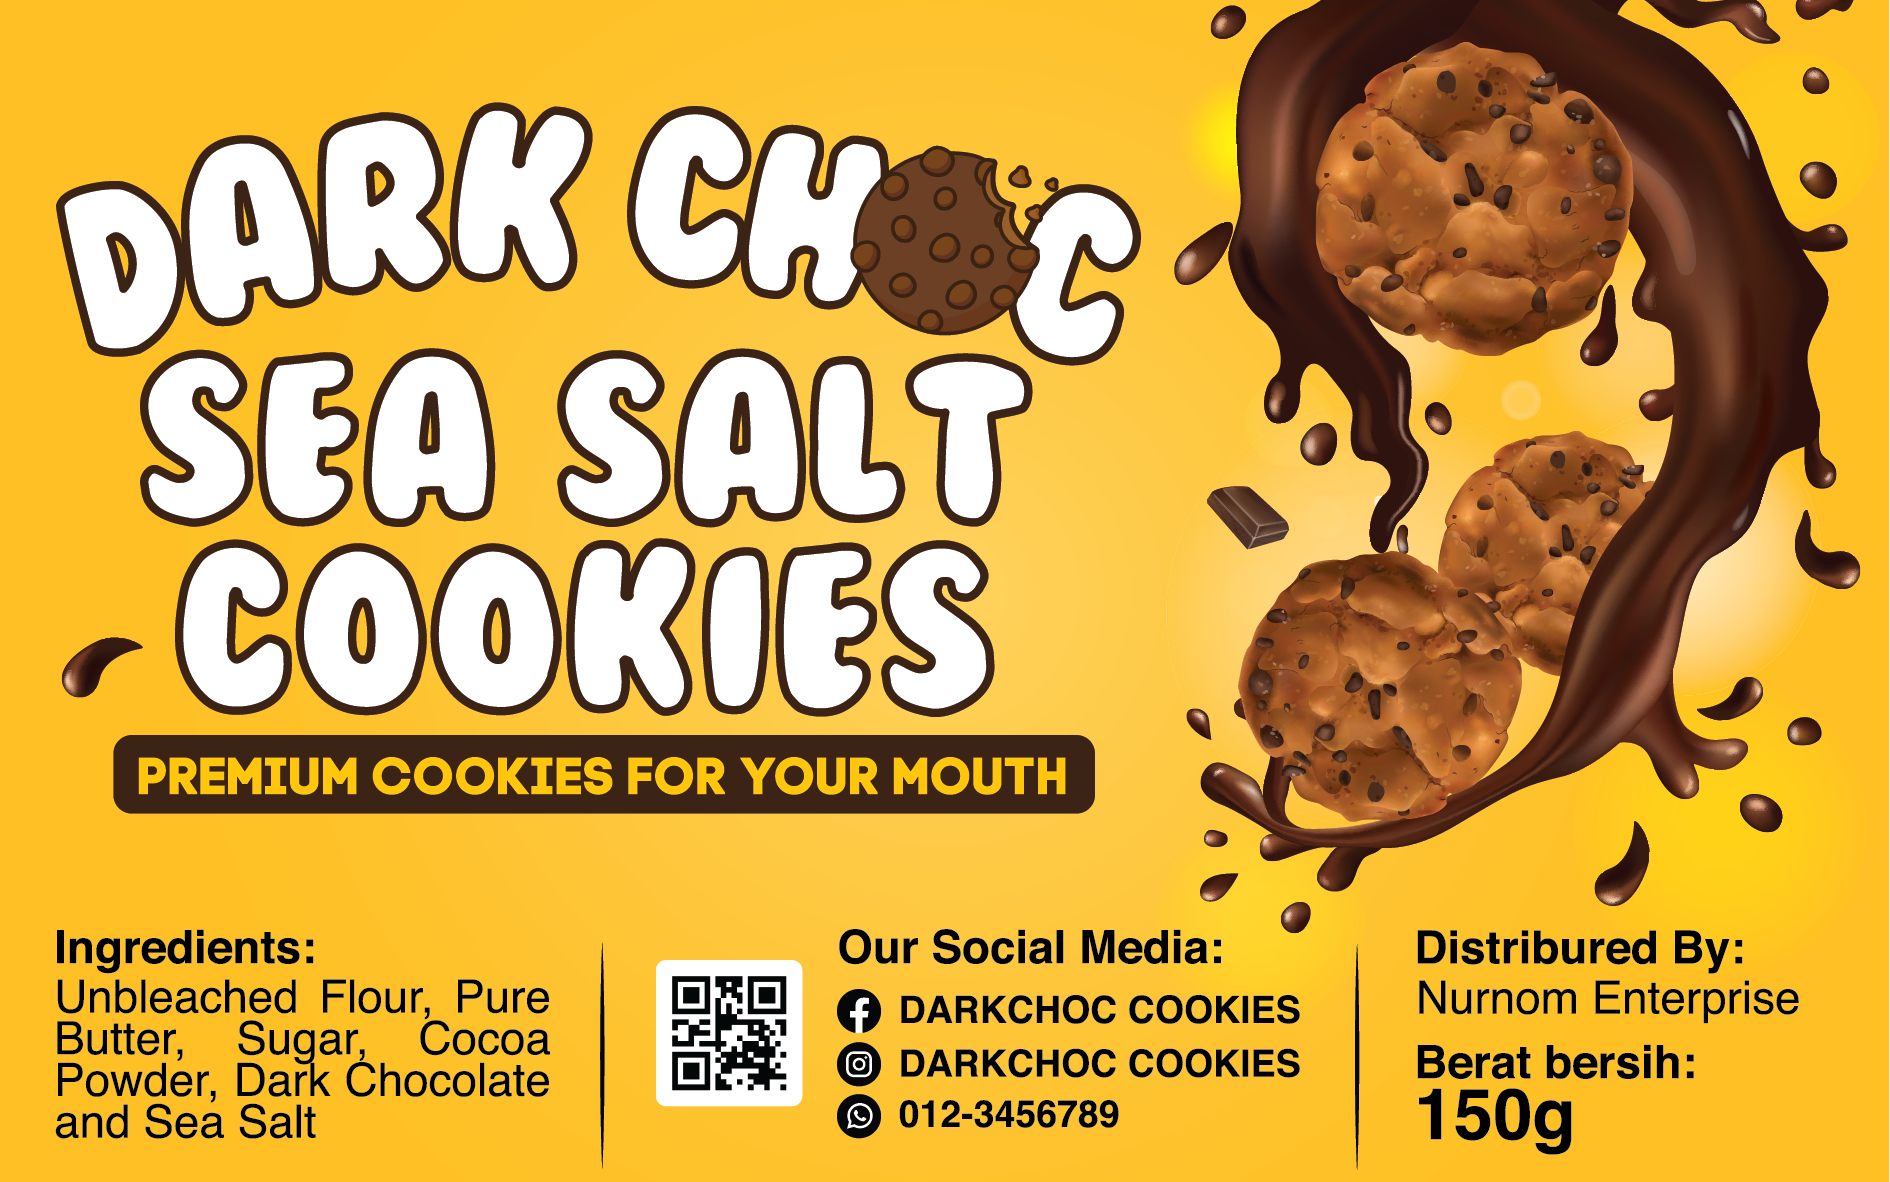 DARK CHOC
SEA SALT
COOKIES
PREMIUM COOKIES FOR YOUR MOUTH
Ingredients:
Unbleached Flour, Pure
Butter, Sugar, Cocoa
Powder, Dark Chocolate
and Sea Salt
Our Social Media:
DARKCHOC COOKIES
DARKCHOC COOKIES
012-3456789
Distribured By:
Nurnom Enterprise
Berat bersih:
150g